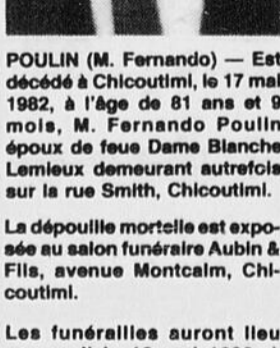 POULIN (M. Fernando) — Est
décédé à Chicoutimi, le 17 mai
1982, à l'âge de 81 ans et 9
mois, M. Fernando Poulin
époux de feue Dame Blanche
Lemieux demeurant autrefois
sur la rue Smith, Chicoutimi.
La dépouille mortelle est expo-
sée au salon funéraire Aubin &
Fils, avenue Montcalm, Chi-
coutimi.
Les funérailles auront lieu